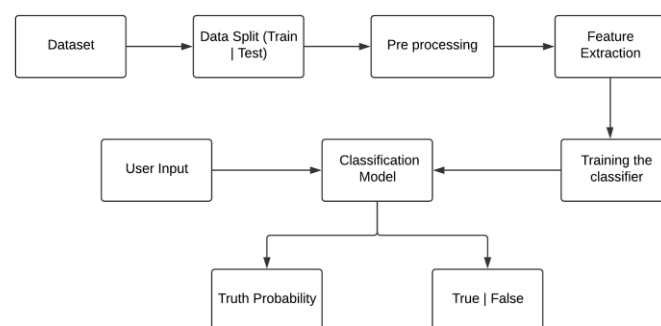 Dataset
Data Split (Train
| Test)
Pre processing
Feature
Extraction
User Input
Classification
Model
Training the
classifier
Truth Probability
True | False